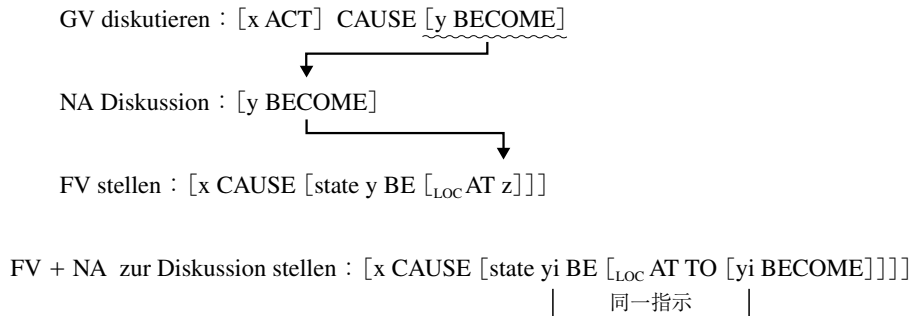 GV diskutieren：［x ACT］ CAUSE［y BECOME］
NA Diskussion：［y BECOME］
FV stellen：［x CAUSE［state y BE［LOC AT z］］］
FV + NA zur Diskussion stellen：［x CAUSE［state yi BE［LOC AT TO［yi BECOME］］］］
同一指示